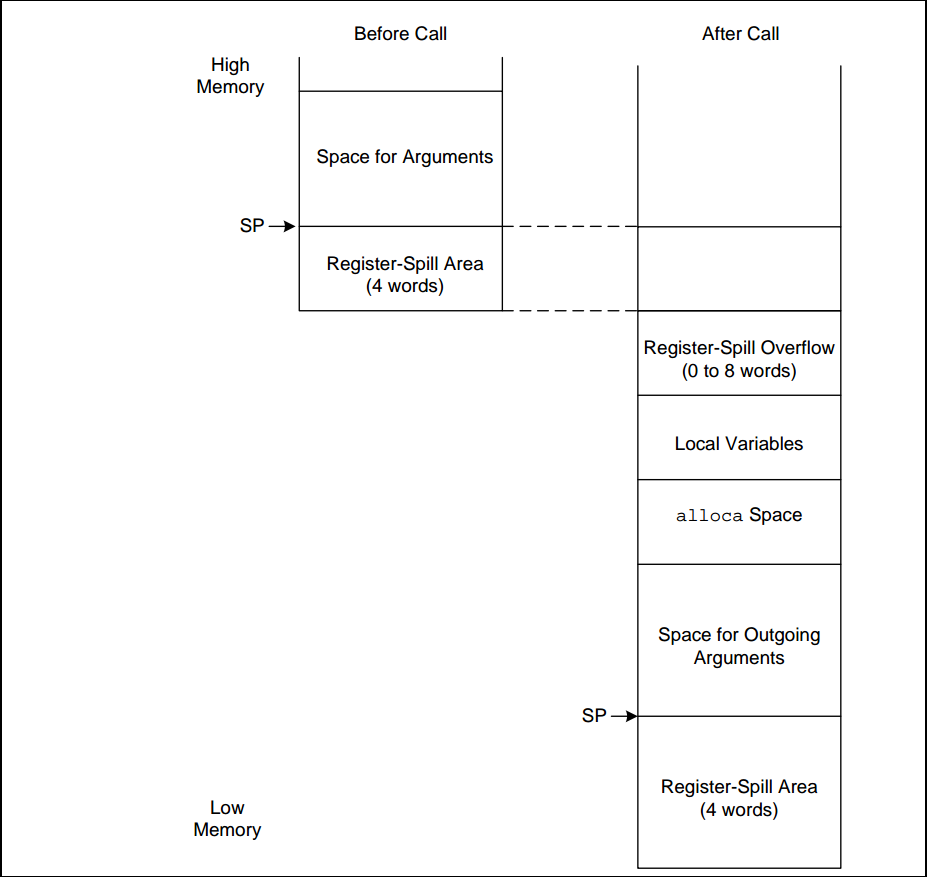 Before Call
After Call
High
Memory
Space for Arguments
SP
Register-Spill Area
(4 words)
Register-Spill Overflow
(0 to 8 words)
Local Variables
alloca Space
Space for Outgoing
Arguments
SP
Register-Spill Area
(4 words)
Low
Memory